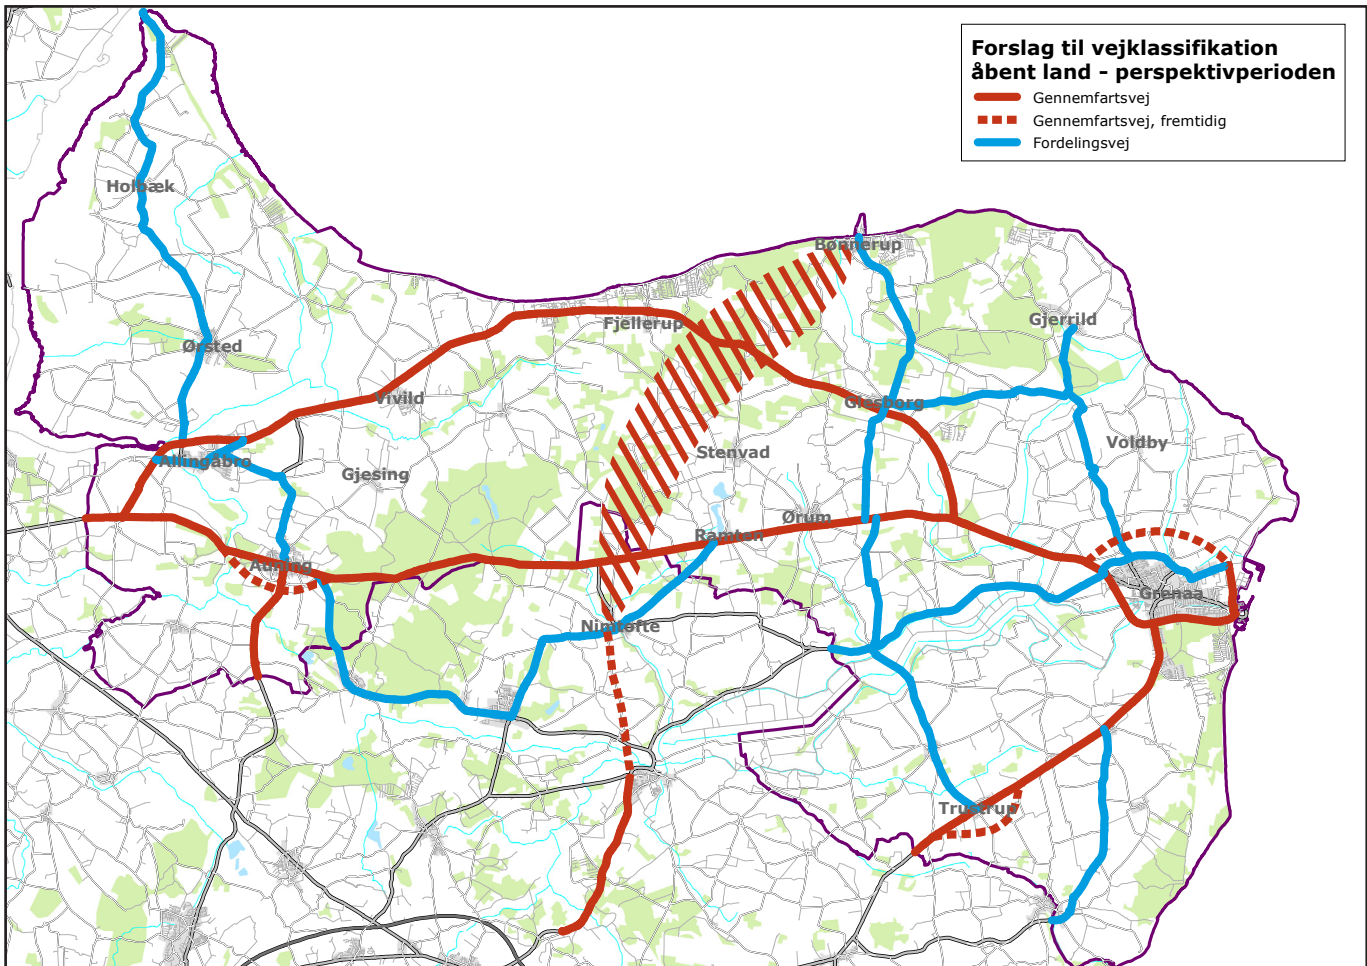 Forslag til vejklassifikation
åbent land - perspektivperioden
Gennemfartsvej
Gennemfartsvej, fremtidig
Fordelingsvej
Holbæk
Bønnerup
Gjerrild
Fjellerup
Ørsted
Vivild
Glesborg
Voldby
Stenvad
Allingåbro
Gjesing
Ørum
Ramten
Auning
Grenaa
Nimtofte
Trustrup